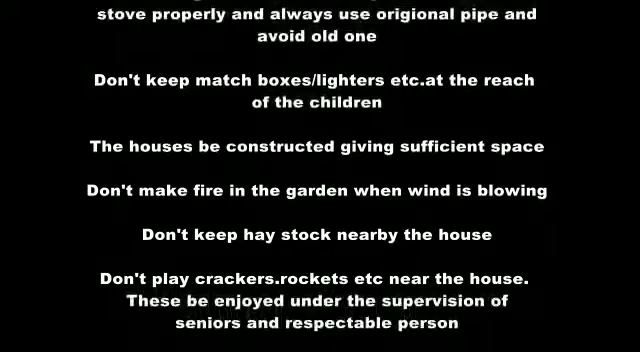 stove properly and always use origional pipe and
avoid old one
Don't keep match boxes/lighters etc.at the reach
of the children
The houses be constructed giving sufficient space
Don't make fire in the garden when wind is blowing
Don't keep hay stock nearby the house
Don't play crackers.rockets etc near the house.
These be enjoyed under the supervision of
seniors and respectable person